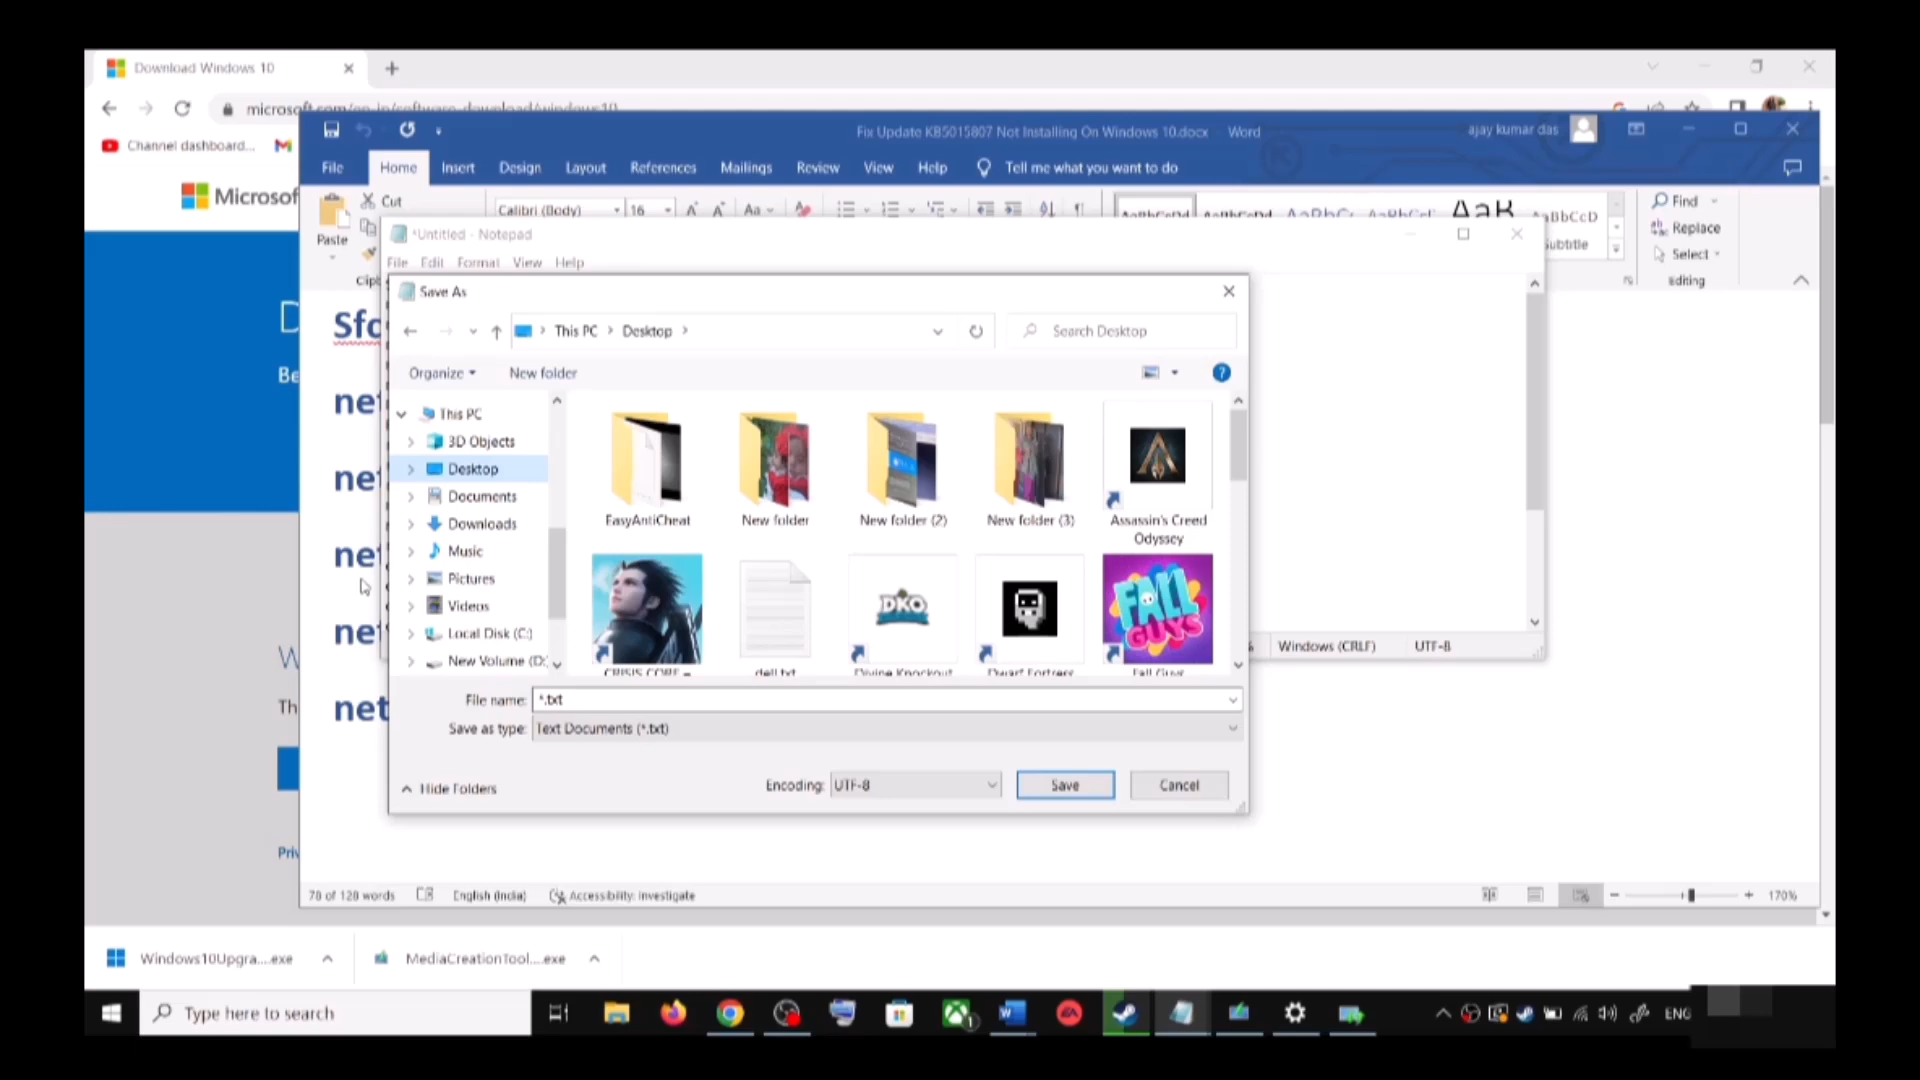 Download Windows 10
microsoft.com/en-in/software-download/windows10
Channel dashboard...
Microsof
Be
Th
Fix Update KB5015807 Not Installing On Windows 10.docx Word
ajay kumar das
File Home Insert Design Layout References Mailings Review View Help Tell me what you want to do
Cut
Paste
Calibri (Body) 16
Aa
AaBbCcD
Find
Replace
Select
Editing
Sfc
net
net
net
net
net
*Untitled - Notepad
File Edit Format View Help
Save As
This PC > Desktop >
Search Desktop
Organize New folder
This PC
3D Objects
Desktop
Documents
Downloads
Music
Pictures
Videos
Local Disk (C:)
New Volume (D:
EasyAntiCheat
New folder
New folder (2)
New folder (3)
Assassin's Creed
Odyssey
DKO
FALL
GUYS
CRISIS CORE –
dell.txt
Divine Knockout
Dwarf Fortress
Fall Guys
File name: *.txt
Save as type: Text Documents (*.txt)
Hide Folders
Encoding: UTF-8
Save
Cancel
Windows (CRLF)
UTF-8
78 of 128 words English (India) Accessibility: Investigate
170%
Windows10Upgra....exe
MediaCreationTool....exe
Type here to search
ENG